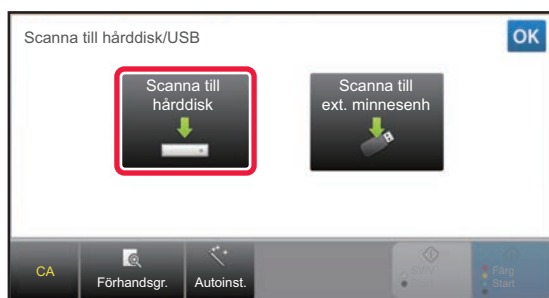 Scanna till hårddisk/USB
OK
Scanna till
hårddisk
Scanna till
ext. minnesenh
CA
Förhandsgr.
Autoinst.
Färg
Start